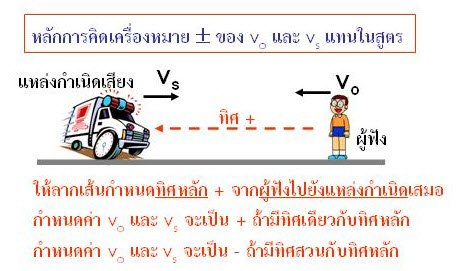 หลักการคิดเครื่องหมาย ± ของ vO และ vs แทนในสูตร
แหล่งกำเนิดเสียง
vs
vo
ทิศ +
ผู้ฟัง
ให้ลากเส้นกำหนดทิศหลัก + จากผู้ฟังไปยังแหล่งกำเนิดเสมอ
กำหนดค่า vO และ vs จะเป็น + ถ้ามีทิศเดียวกับทิศหลัก
กำหนดค่า vO และ vs จะเป็น - ถ้ามีทิศสวนกับทิศหลัก